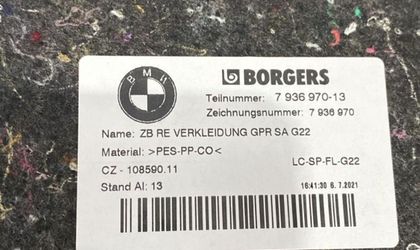 BMW
BORGERS
Teilnummer: 7 936 970-13
Zeichnungsnummer: 7 936 970
Name: ZB RE VERKLEIDUNG GPR SA G22
Material: >PES-PP-CO<
CZ - 108590.11
LC-SP-FL-G22
Stand AI: 13
16:41:30 6. 7.2021